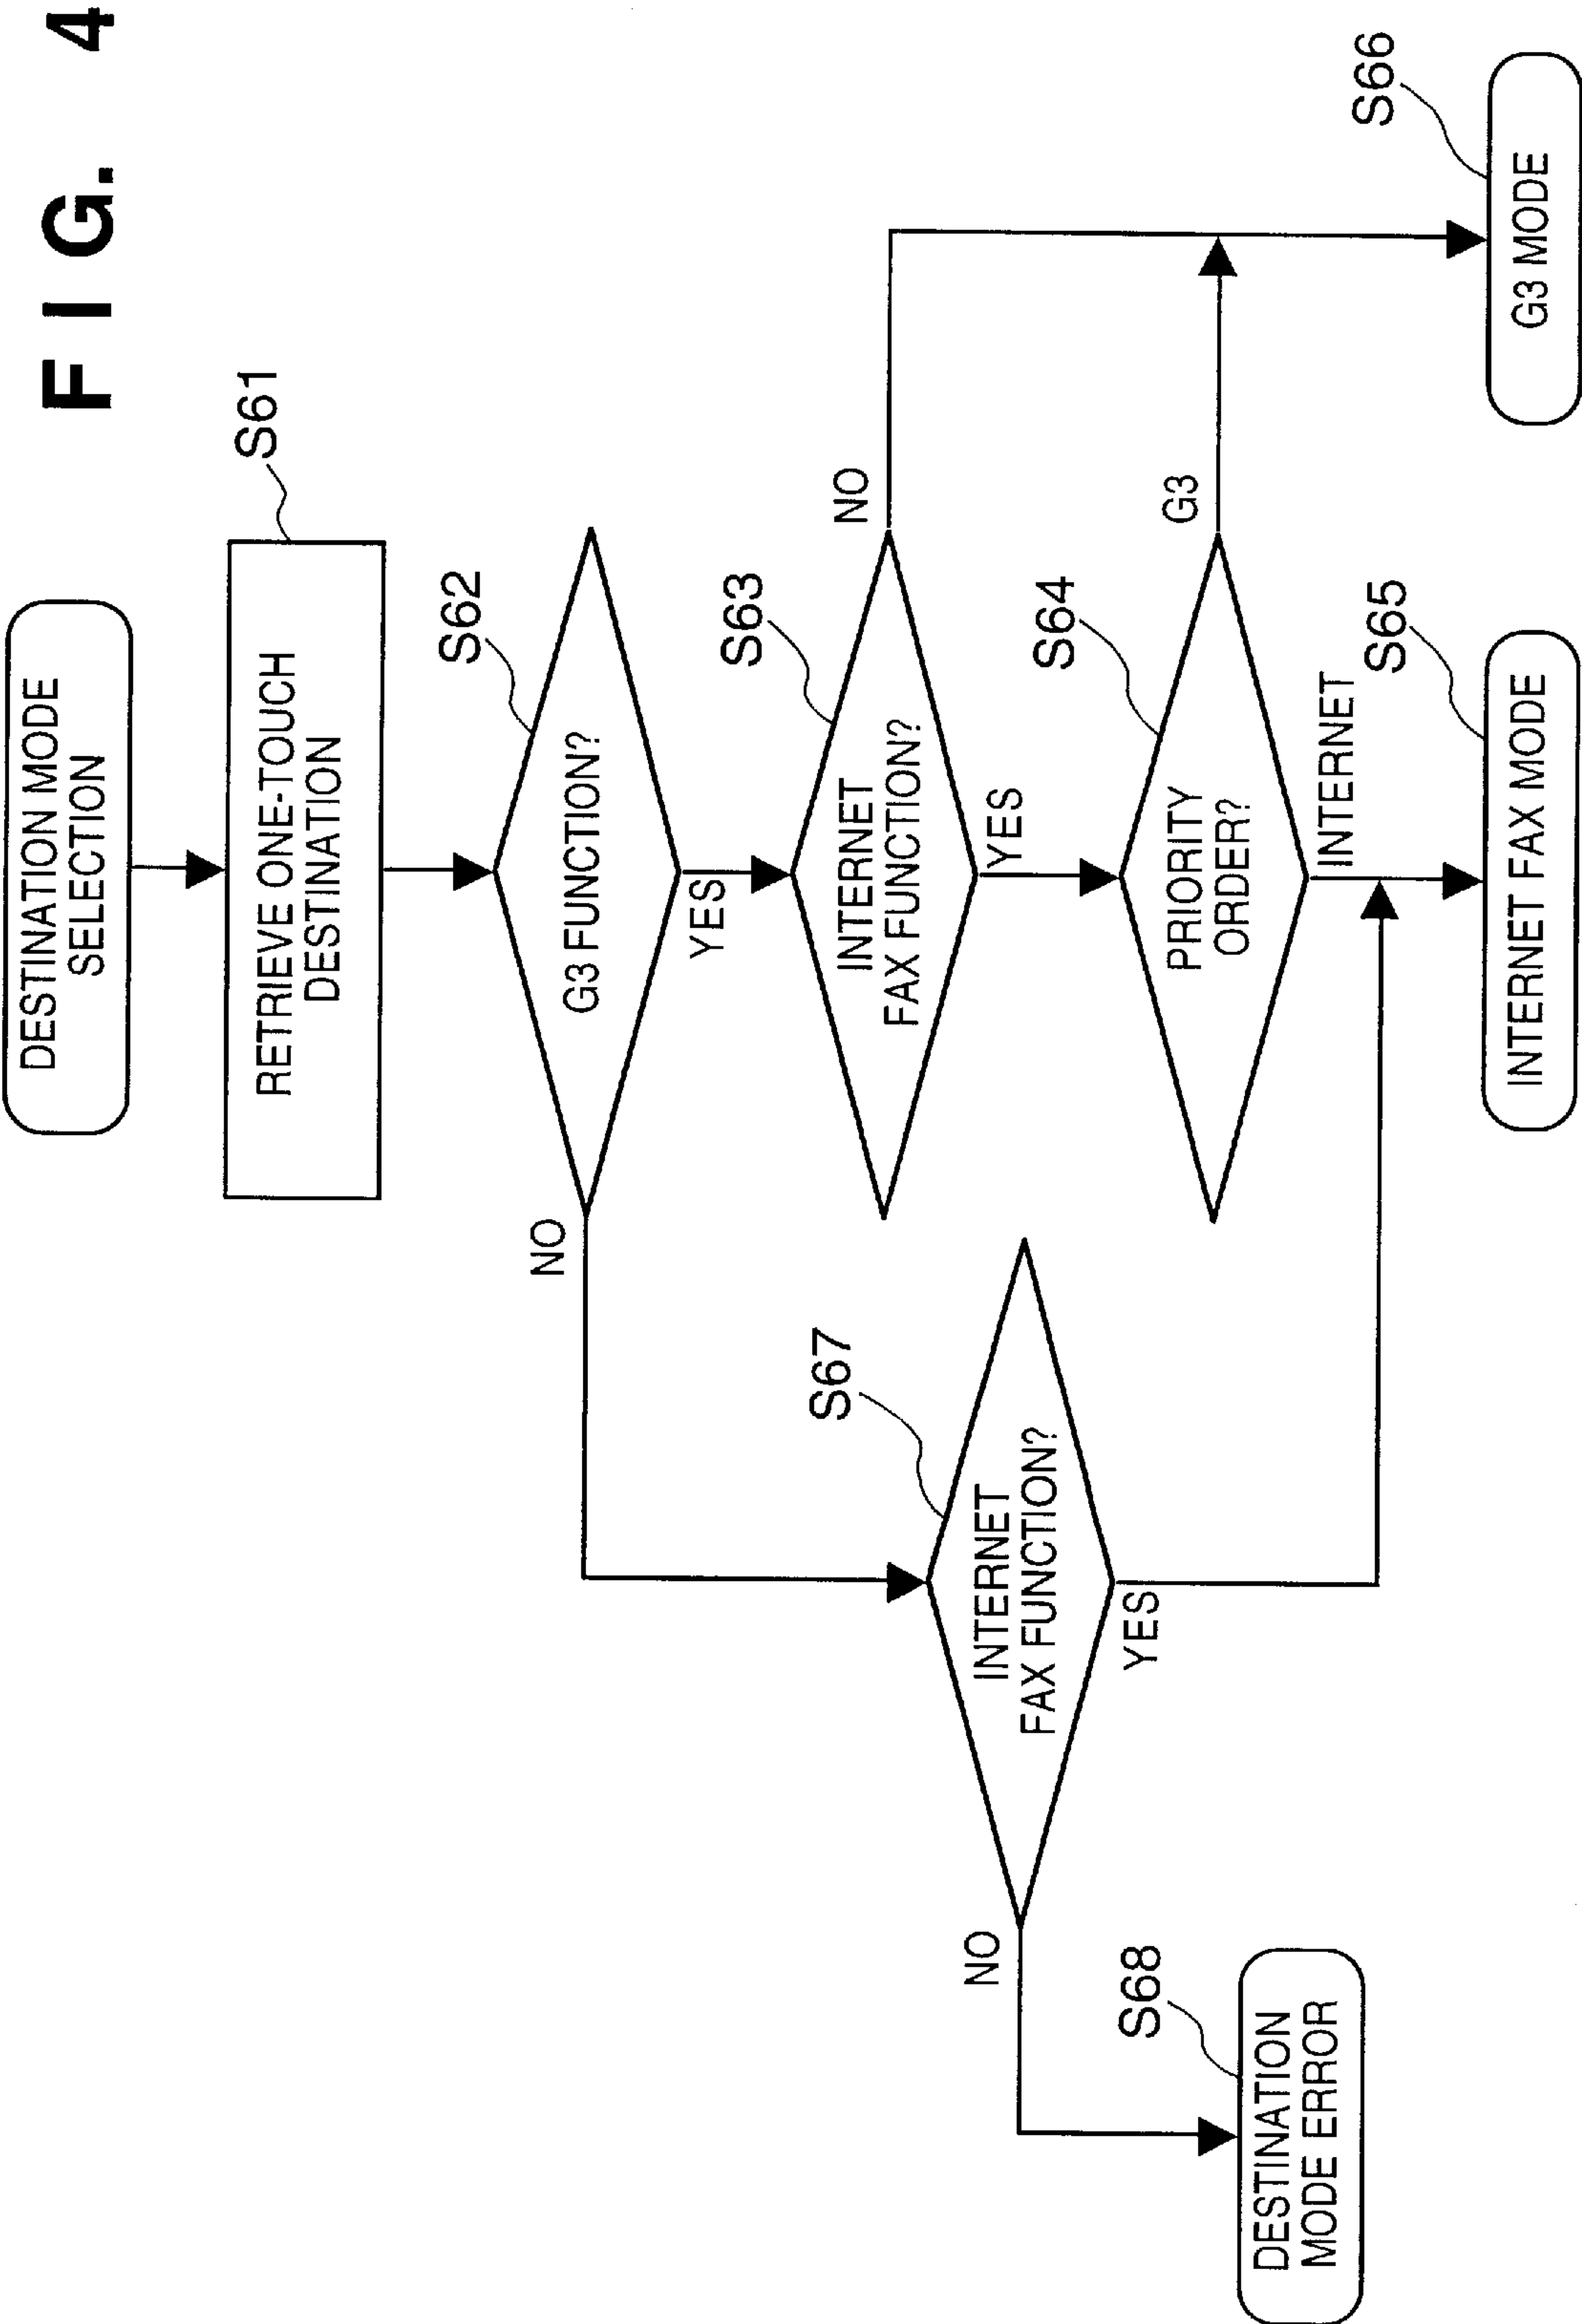 F I G. 4
DESTINATION MODE
SELECTION
S61
RETRIEVE ONE-TOUCH
DESTINATION
S62
G3 FUNCTION?
NO
YES
S63
INTERNET
FAX FUNCTION?
NO
YES
S67
INTERNET
FAX FUNCTION?
NO
YES
S64
PRIORITY
ORDER?
G3
INTERNET
S68
DESTINATION
MODE ERROR
S65
INTERNET FAX MODE
S66
G3 MODE